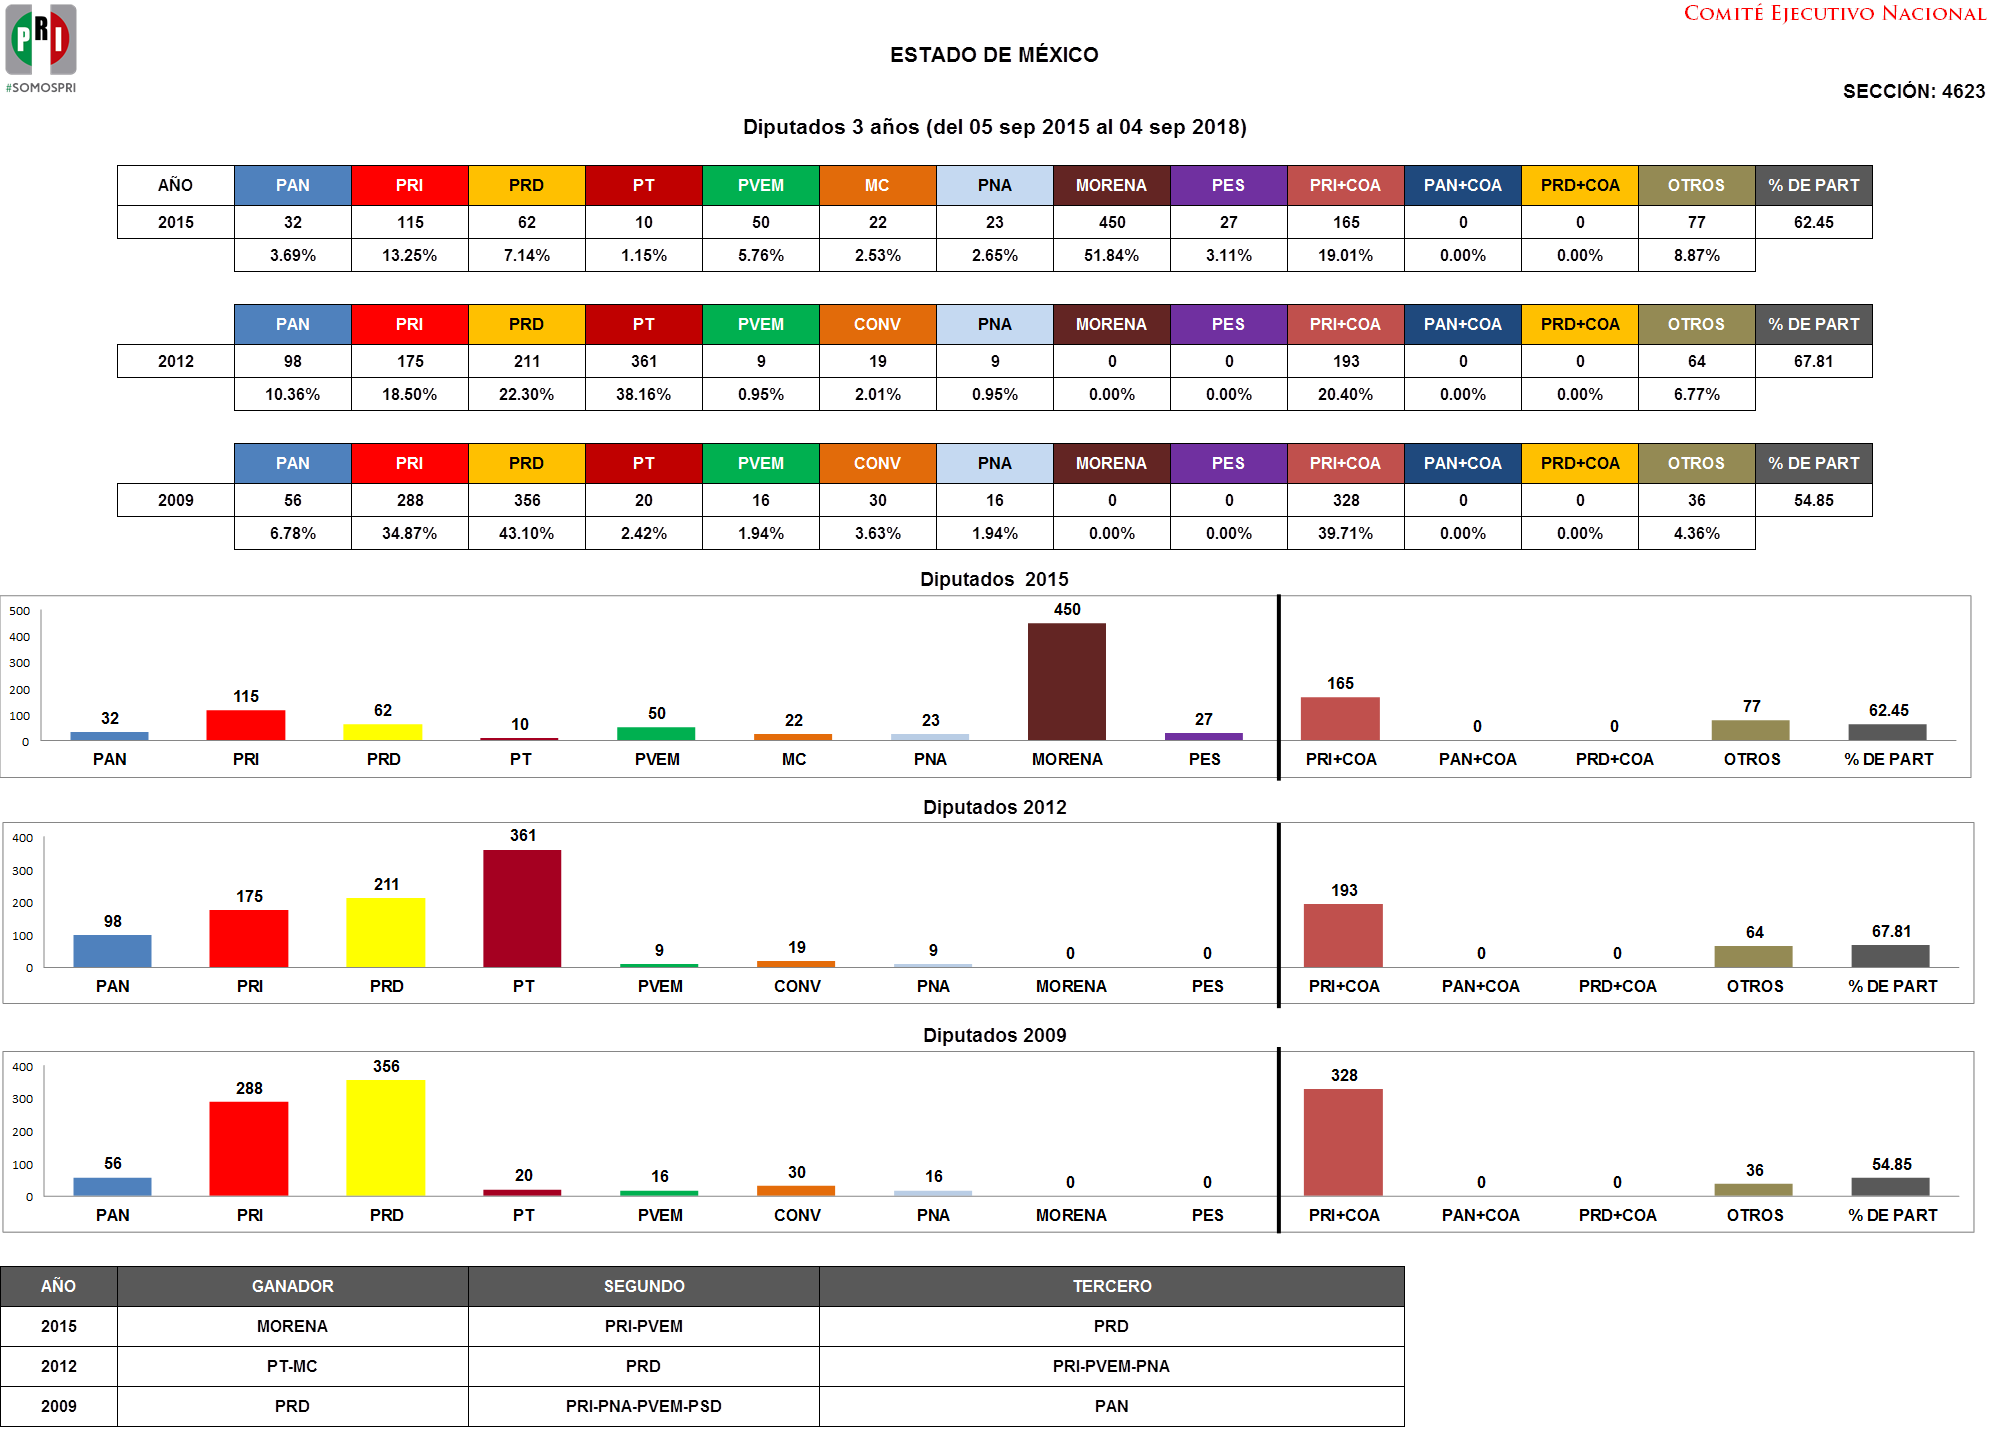 PRI
#SOMOSPRI
COMITÉ EJECUTIVO NACIONAL
ESTADO DE MÉXICO
SECCIÓN: 4623
Diputados 3 años (del 05 sep 2015 al 04 sep 2018)
AÑO PAN PRI PRD PT PVEM MC PNA MORENA PES PRI+COA PAN+COA PRD+COA OTROS % DE PART
2015 32 115 62 10 50 22 23 450 27 165 0 0 77 62.45
3.69% 13.25% 7.14% 1.15% 5.76% 2.53% 2.65% 51.84% 3.11% 19.01% 0.00% 0.00% 8.87%
PAN PRI PRD PT PVEM CONV PNA MORENA PES PRI+COA PAN+COA PRD+COA OTROS % DE PART
2012 98 175 211 361 9 19 9 0 0 193 0 0 64 67.81
10.36% 18.50% 22.30% 38.16% 0.95% 2.01% 0.95% 0.00% 0.00% 20.40% 0.00% 0.00% 6.77%
PAN PRI PRD PT PVEM CONV PNA MORENA PES PRI+COA PAN+COA PRD+COA OTROS % DE PART
2009 56 288 356 20 16 30 16 0 0 328 0 0 36 54.85
6.78% 34.87% 43.10% 2.42% 1.94% 3.63% 1.94% 0.00% 0.00% 39.71% 0.00% 0.00% 4.36%
Diputados 2015
500
400
300
200
100
0
32 115 62 10 50 22 23 450 27 165 0 0 77 62.45
PAN PRI PRD PT PVEM MC PNA MORENA PES PRI+COA PAN+COA PRD+COA OTROS % DE PART
Diputados 2012
400
300
200
100
0
98 175 211 361 9 19 9 0 0 193 0 0 64 67.81
PAN PRI PRD PT PVEM CONV PNA MORENA PES PRI+COA PAN+COA PRD+COA OTROS % DE PART
Diputados 2009
400
300
200
100
0
56 288 356 20 16 30 16 0 0 328 0 0 36 54.85
PAN PRI PRD PT PVEM CONV PNA MORENA PES PRI+COA PAN+COA PRD+COA OTROS % DE PART
AÑO GANADOR SEGUNDO TERCERO
2015 MORENA PRI-PVEM PRD
2012 PT-MC PRD PRI-PVEM-PNA
2009 PRD PRI-PNA-PVEM-PSD PAN